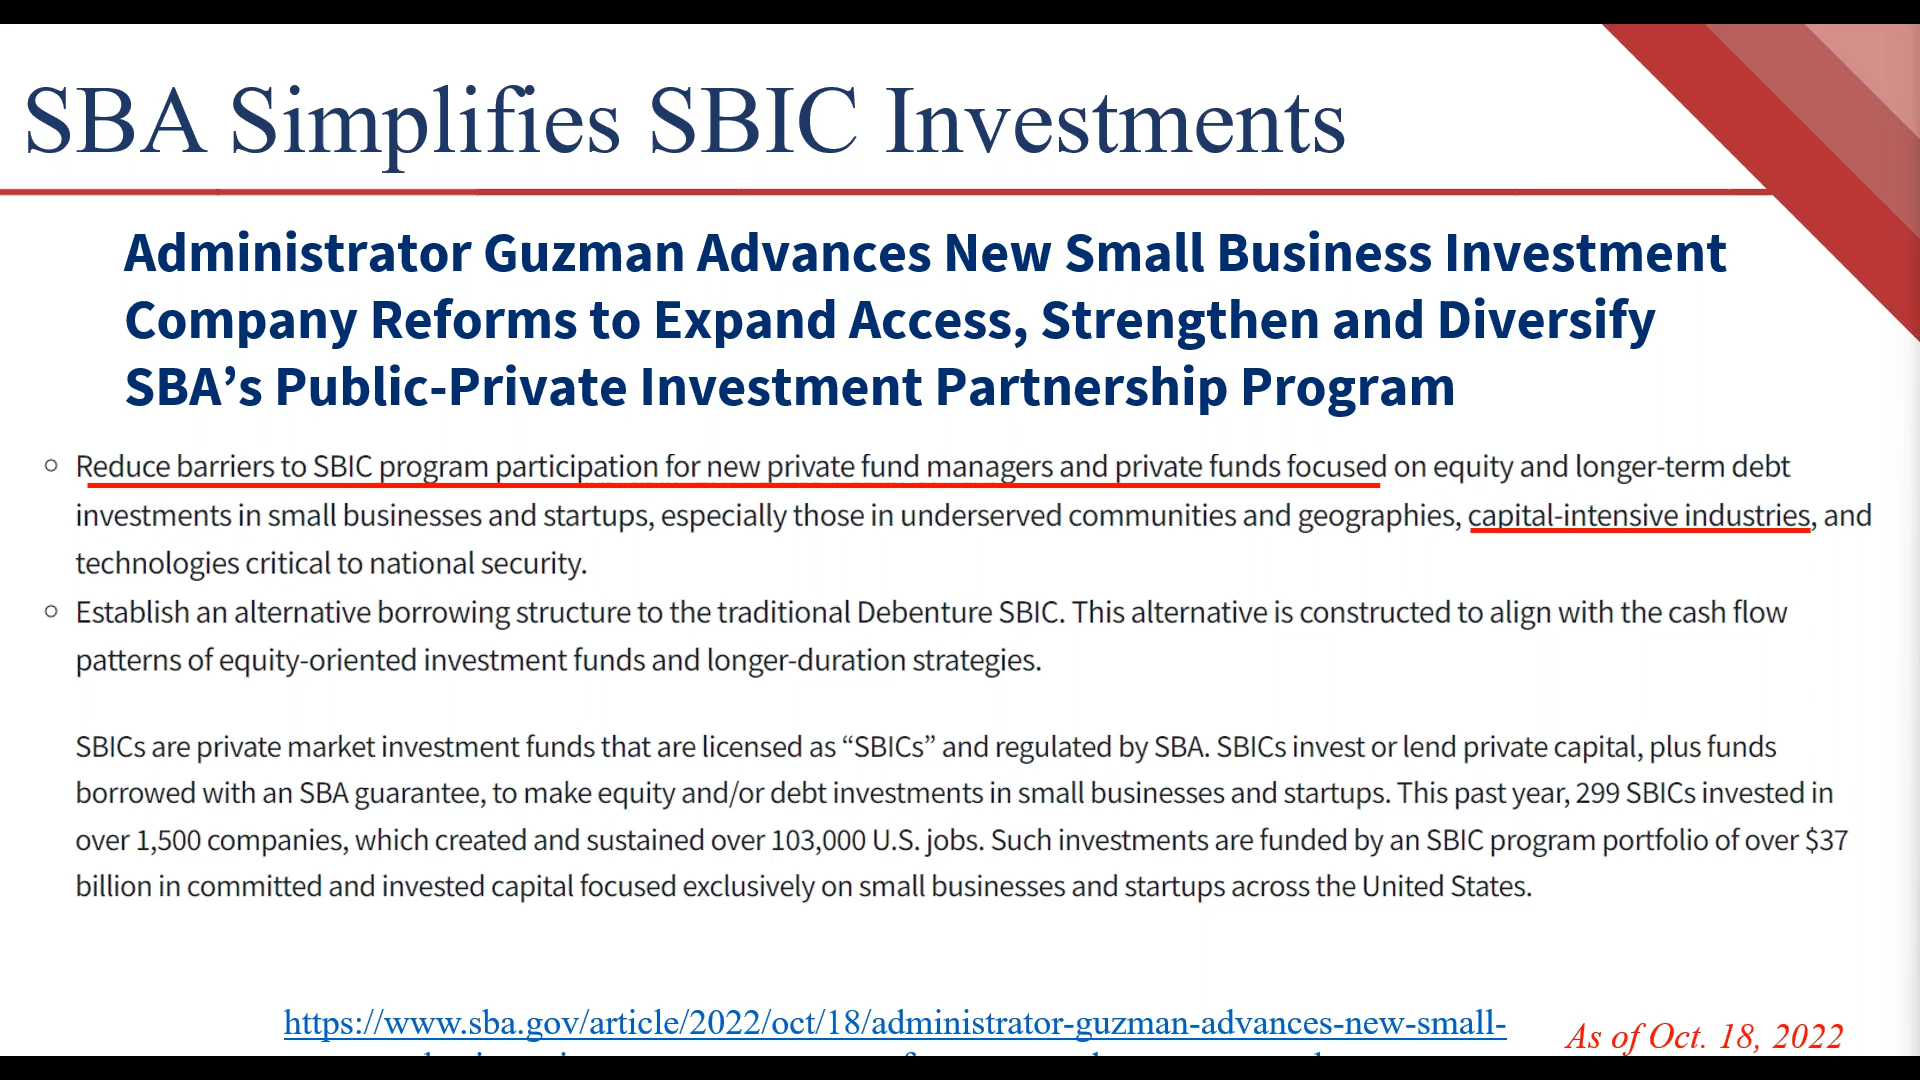 SBA Simplifies SBIC Investments
Administrator Guzman Advances New Small Business Investment
Company Reforms to Expand Access, Strengthen and Diversify
SBA’s Public-Private Investment Partnership Program
Reduce barriers to SBIC program participation for new private fund managers and private funds focused on equity and longer-term debt
investments in small businesses and startups, especially those in underserved communities and geographies, capital-intensive industries, and
technologies critical to national security.
Establish an alternative borrowing structure to the traditional Debenture SBIC. This alternative is constructed to align with the cash flow
patterns of equity-oriented investment funds and longer-duration strategies.
SBICs are private market investment funds that are licensed as “SBICs” and regulated by SBA. SBICs invest or lend private capital, plus funds
borrowed with an SBA guarantee, to make equity and/or debt investments in small businesses and startups. This past year, 299 SBICs invested in
over 1,500 companies, which created and sustained over 103,000 U.S. jobs. Such investments are funded by an SBIC program portfolio of over $37
billion in committed and invested capital focused exclusively on small businesses and startups across the United States.
https://www.sba.gov/article/2022/oct/18/administrator-guzman-advances-new-small-
As of Oct. 18, 2022